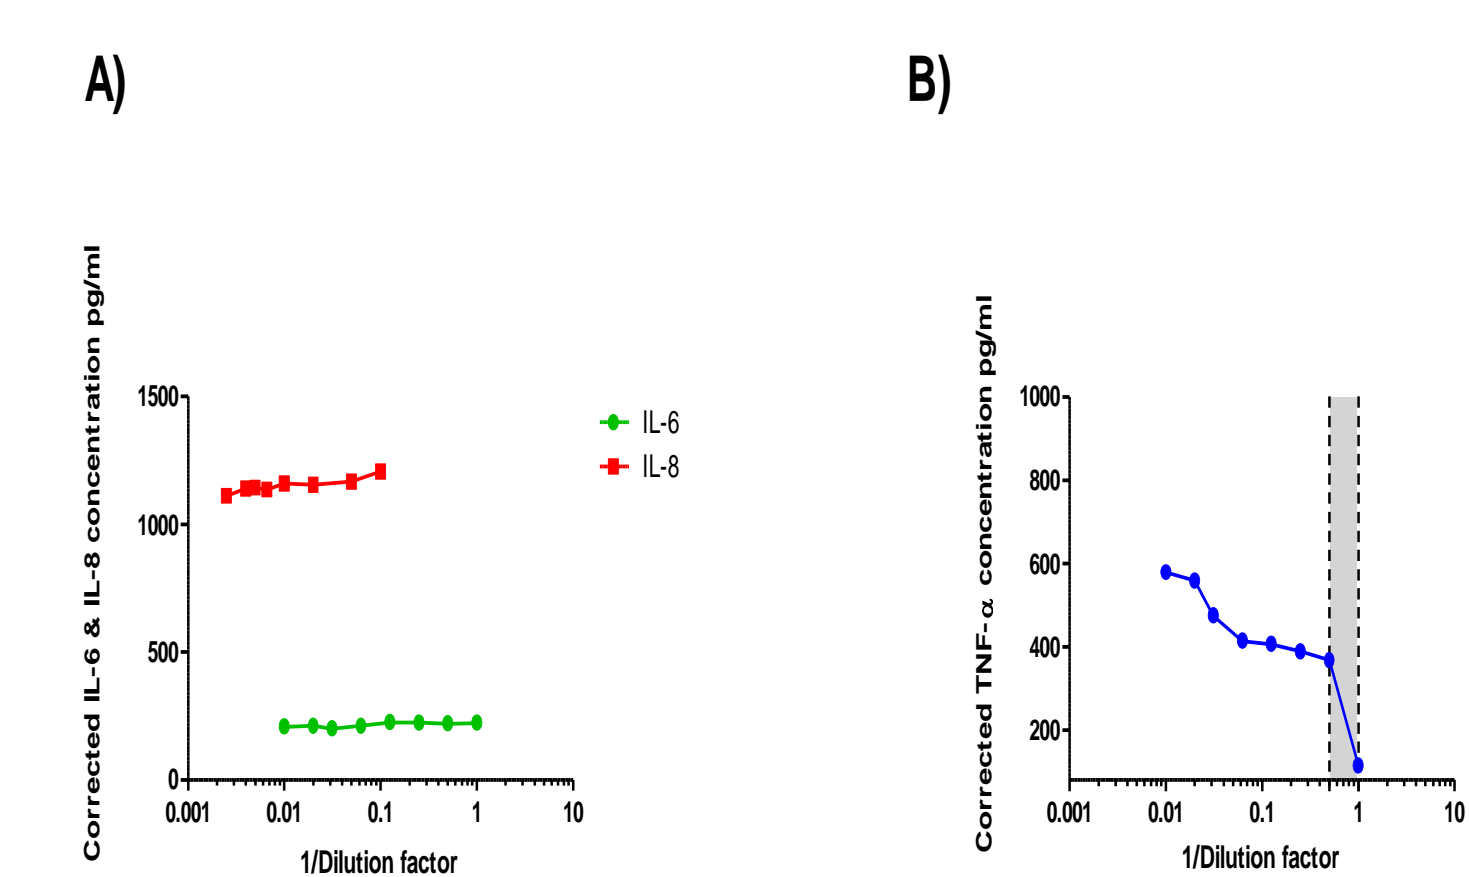 A)
Corrected IL-6 & IL-8 concentration pg/ml
1500
1000
500
0
0.001 0.01 0.1 1 10
1/Dilution factor
IL-6
IL-8
B)
Corrected TNF-α concentration pg/ml
1000
800
600
400
200
0.001 0.01 0.1 1 10
1/Dilution factor